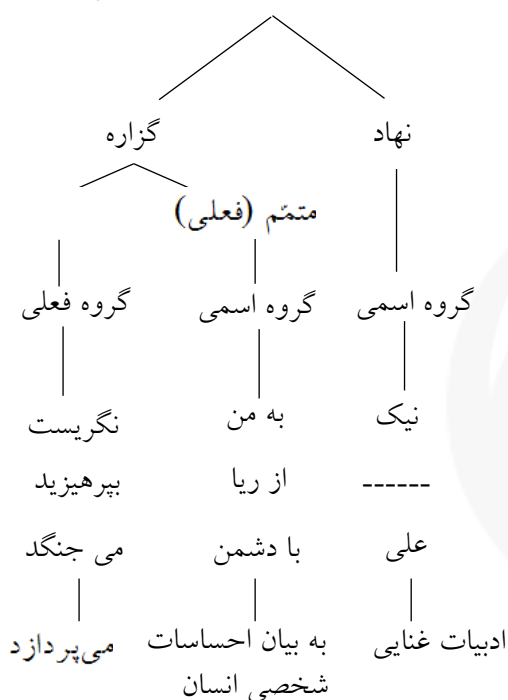 نهاد گزاره
متمّم (فعلی)
گروه اسمی گروه اسمی گروه فعلی
نیک به من نگریست
------ از ریا بپرهیزید
علی با دشمن می جنگد
ادبیات غنایی به بیان احساسات می‌پردازد
شخصی انسان